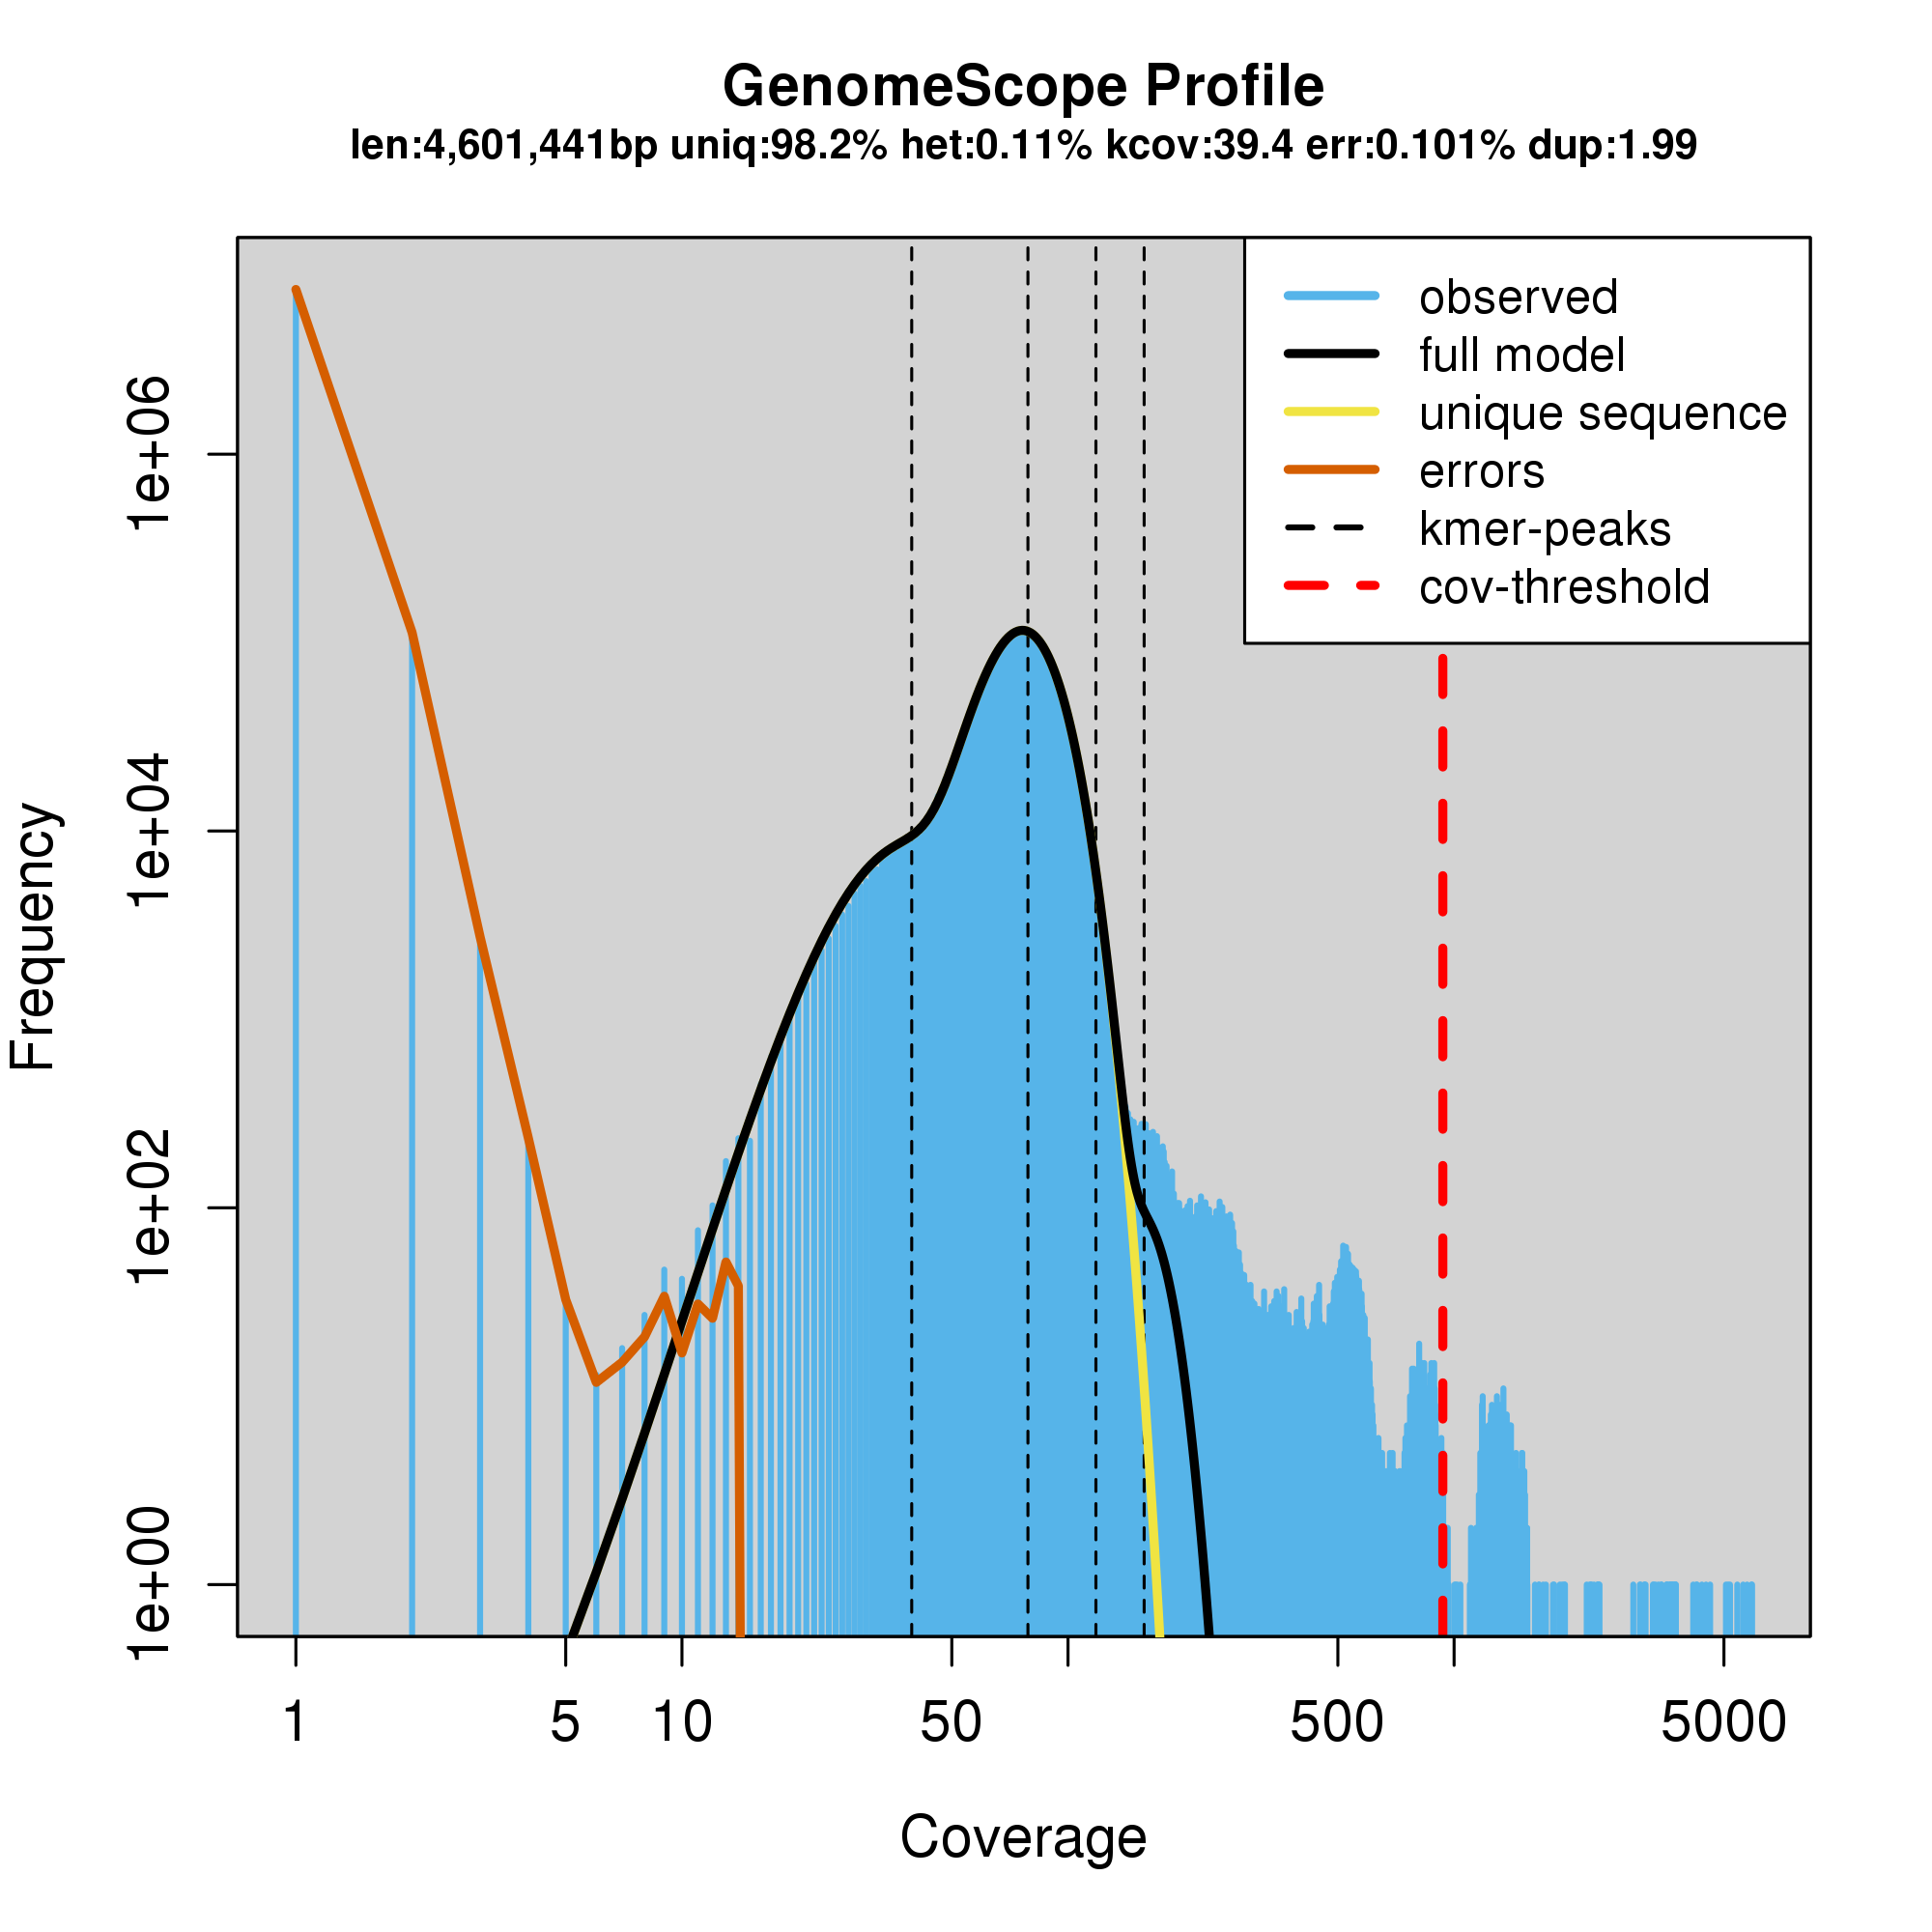 GenomeScope Profile
len:4,601,441bp uniq:98.2% het:0.11% kcov:39.4 err:0.101% dup:1.99
observed
full model
unique sequence
errors
kmer-peaks
cov-threshold
Frequency
1e+06
1e+04
1e+02
1e+00
1 5 10 50 500 5000
Coverage